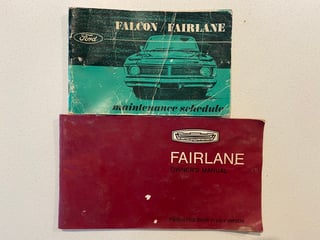 FALCON FAIRLANE
Ford
maintenance schedule
FAIRLANE
OWNER'S MANUAL